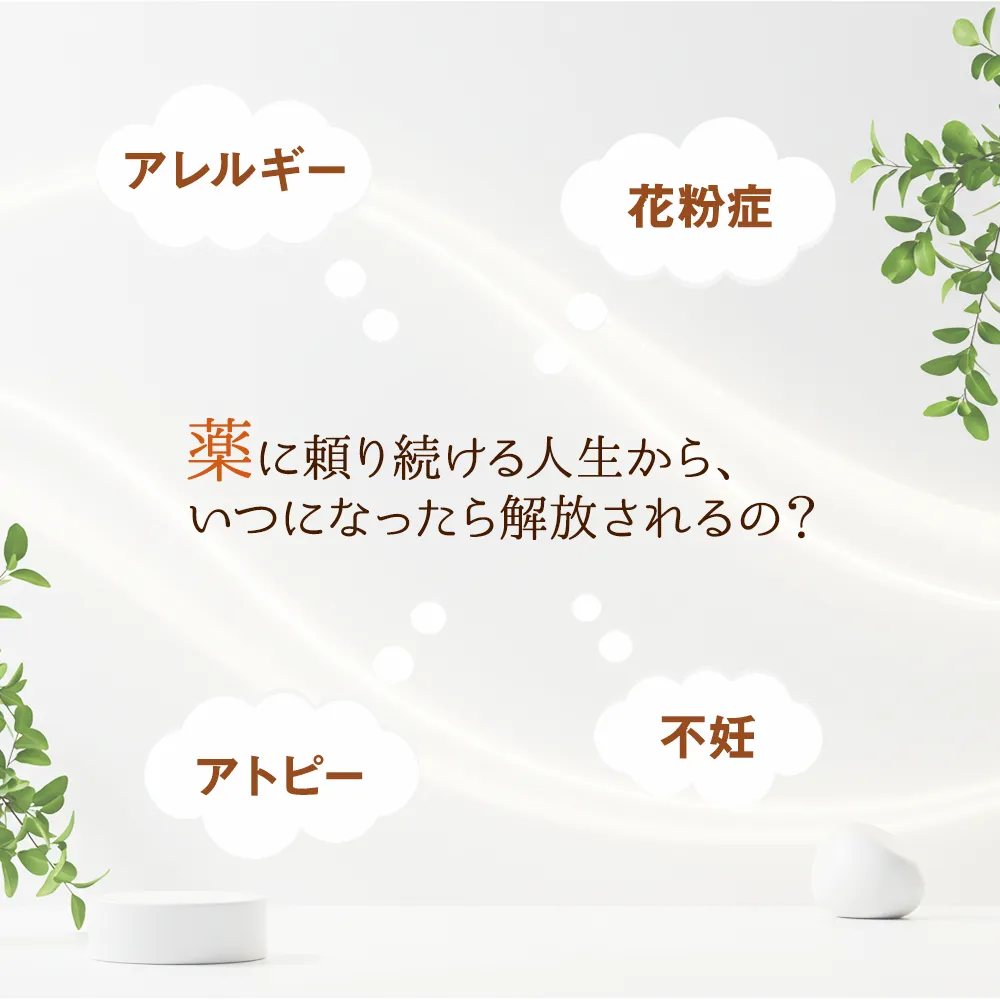 アレルギー
花粉症
薬に頼り続ける人生から、
いつになったら解放されるの？
アトピー
不妊